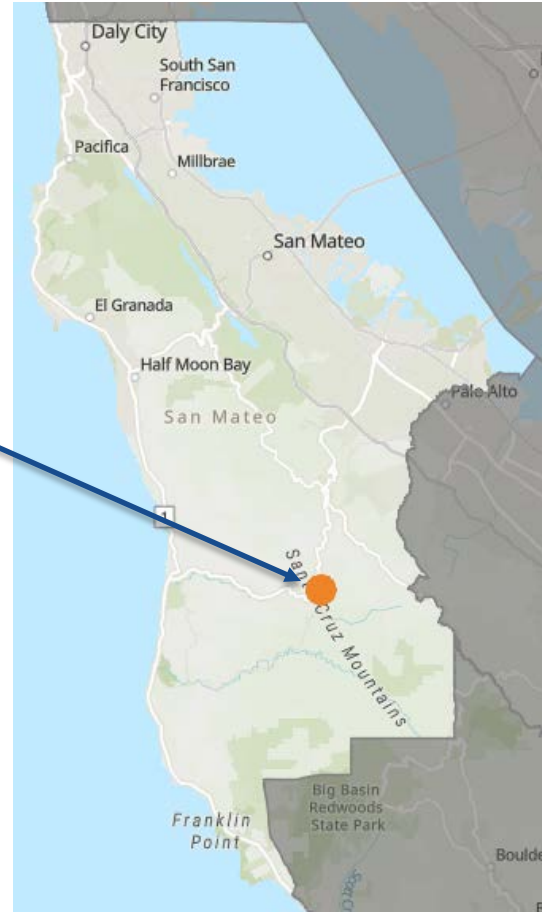 Daly City
South San
Francisco
Pacifica
Millbrae
San Mateo
El Granada
Half Moon Bay
Palo Alto
San Mateo
1
Cruz Mountains
Big Basin
Redwoods
State Park
Franklin
Point